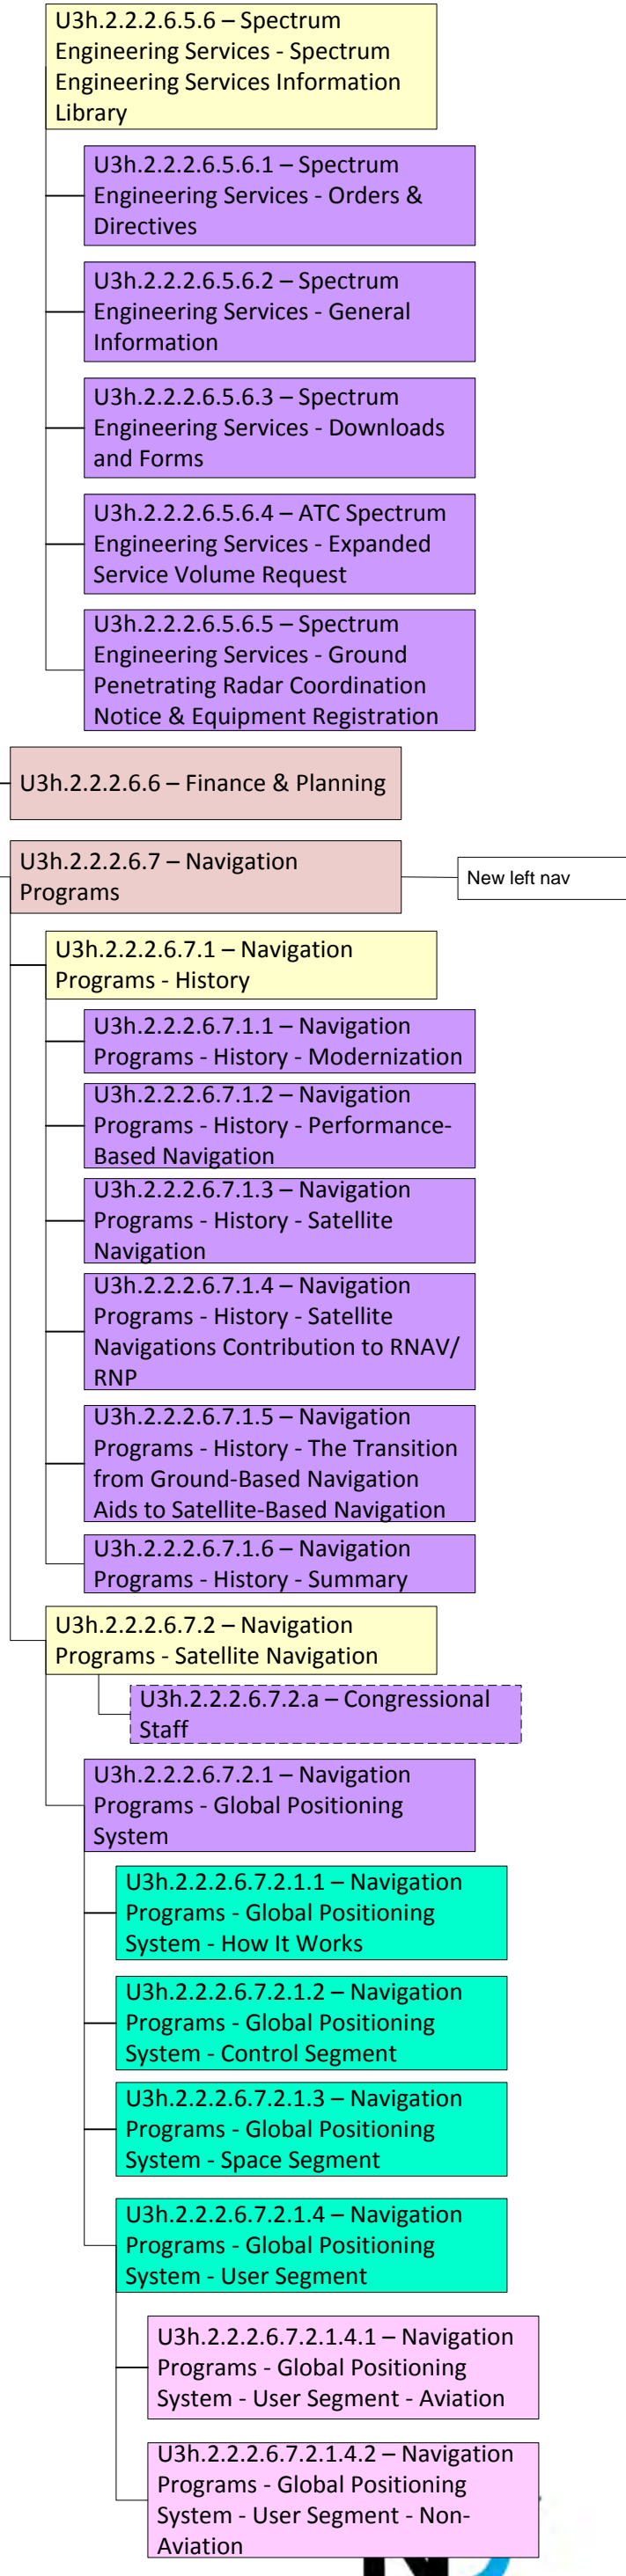 U3h.2.2.2.6.5.6 – Spectrum
Engineering Services - Spectrum
Engineering Services Information
Library
U3h.2.2.2.6.5.6.1 – Spectrum
Engineering Services - Orders &
Directives
U3h.2.2.2.6.5.6.2 – Spectrum
Engineering Services - General
Information
U3h.2.2.2.6.5.6.3 – Spectrum
Engineering Services - Downloads
and Forms
U3h.2.2.2.6.5.6.4 – ATC Spectrum
Engineering Services - Expanded
Service Volume Request
U3h.2.2.2.6.5.6.5 – Spectrum
Engineering Services - Ground
Penetrating Radar Coordination
Notice & Equipment Registration
U3h.2.2.2.6.6 – Finance & Planning
U3h.2.2.2.6.7 – Navigation
Programs
New left nav
U3h.2.2.2.6.7.1 – Navigation
Programs - History
U3h.2.2.2.6.7.1.1 – Navigation
Programs - History - Modernization
U3h.2.2.2.6.7.1.2 – Navigation
Programs - History - Performance-
Based Navigation
U3h.2.2.2.6.7.1.3 – Navigation
Programs - History - Satellite
Navigation
U3h.2.2.2.6.7.1.4 – Navigation
Programs - History - Satellite
Navigations Contribution to RNAV/
RNP
U3h.2.2.2.6.7.1.5 – Navigation
Programs - History - The Transition
from Ground-Based Navigation
Aids to Satellite-Based Navigation
U3h.2.2.2.6.7.1.6 – Navigation
Programs - History - Summary
U3h.2.2.2.6.7.2 – Navigation
Programs - Satellite Navigation
U3h.2.2.2.6.7.2.a – Congressional
Staff
U3h.2.2.2.6.7.2.1 – Navigation
Programs - Global Positioning
System
U3h.2.2.2.6.7.2.1.1 – Navigation
Programs - Global Positioning
System - How It Works
U3h.2.2.2.6.7.2.1.2 – Navigation
Programs - Global Positioning
System - Control Segment
U3h.2.2.2.6.7.2.1.3 – Navigation
Programs - Global Positioning
System - Space Segment
U3h.2.2.2.6.7.2.1.4 – Navigation
Programs - Global Positioning
System - User Segment
U3h.2.2.2.6.7.2.1.4.1 – Navigation
Programs - Global Positioning
System - User Segment - Aviation
U3h.2.2.2.6.7.2.1.4.2 – Navigation
Programs - Global Positioning
System - User Segment - Non-
Aviation